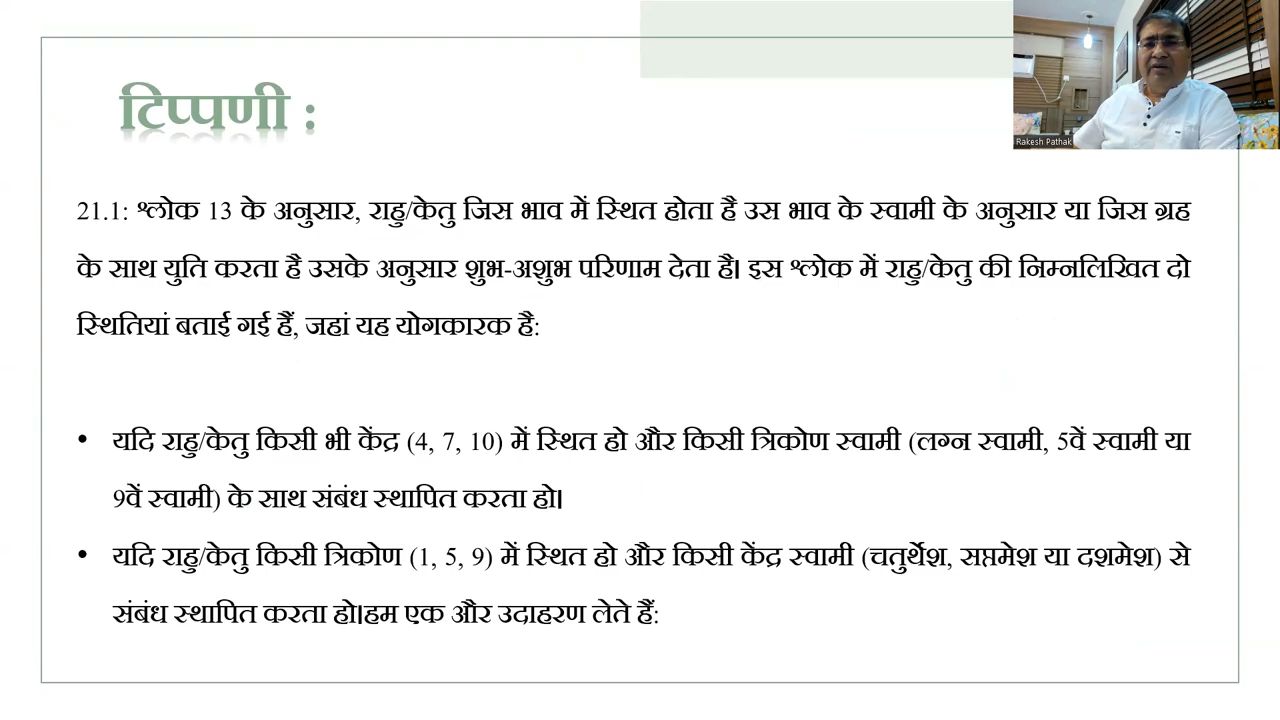 टिप्पणी :
Rakesh Pathak
21.1: श्लोक 13 के अनुसार, राहु/केतु जिस भाव में स्थित होता है उस भाव के स्वामी के अनुसार या जिस ग्रह
के साथ युति करता है उसके अनुसार शुभ-अशुभ परिणाम देता है। इस श्लोक में राहु/केतु की निम्नलिखित दो
स्थितियां बताई गई हैं, जहां यह योगकारक है:
• यदि राहु/केतु किसी भी केंद्र (4, 7, 10) में स्थित हो और किसी त्रिकोण स्वामी (लग्न स्वामी, 5वें स्वामी या
9वें स्वामी) के साथ संबंध स्थापित करता हो।
• यदि राहु/केतु किसी त्रिकोण (1, 5, 9) में स्थित हो और किसी केंद्र स्वामी (चतुर्थेश, सप्तमेश या दशमेश) से
संबंध स्थापित करता हो।हम एक और उदाहरण लेते हैं: